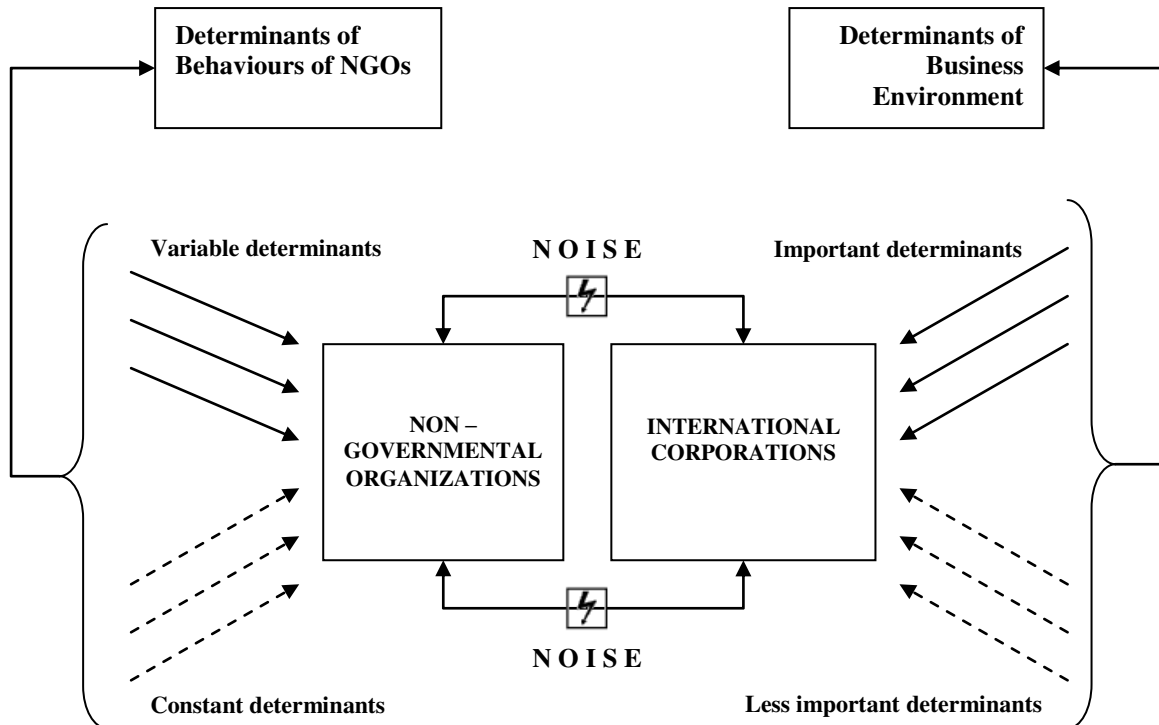 Determinants of
Behaviours of NGOs
Determinants of
Business
Environment
Variable determinants
N O I S E
Important determinants
NON –
GOVERNMENTAL
ORGANIZATIONS
INTERNATIONAL
CORPORATIONS
N O I S E
Constant determinants
Less important determinants